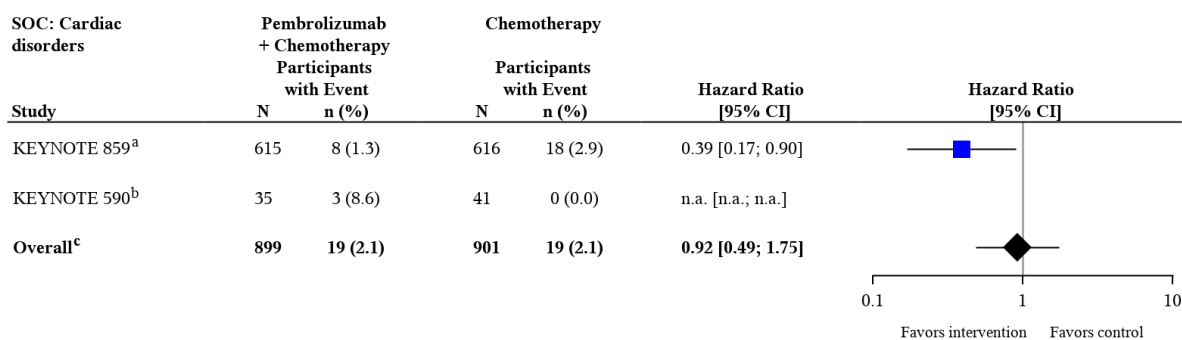 SOC: Cardiac disorders
Pembrolizumab + Chemotherapy
Chemotherapy
Participants with Event
Participants with Event
Hazard Ratio
Hazard Ratio
Study N n (%) N n (%) [95% CI] [95% CI]
KEYNOTE 859a 615 8 (1.3) 616 18 (2.9) 0.39 [0.17; 0.90]
KEYNOTE 590b 35 3 (8.6) 41 0 (0.0) n.a. [n.a.; n.a.]
Overallc 899 19 (2.1) 901 19 (2.1) 0.92 [0.49; 1.75]
0.1 1 10
Favors intervention Favors control